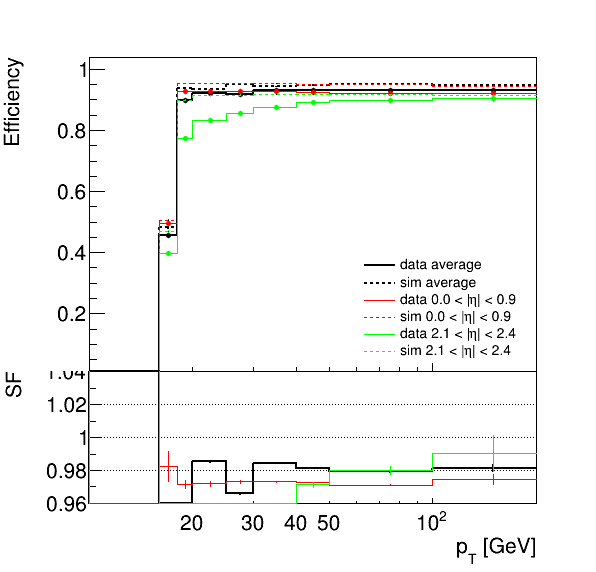 Efficiency
1
0.8
0.6
0.4
0.2
data average
sim average
data 0.0 < |η| < 0.9
sim 0.0 < |η| < 0.9
data 2.1 < |η| < 2.4
sim 2.1 < |η| < 2.4
SF
1.04
1.02
1
0.98
0.96
20 30 40 50 10²
p_T [GeV]